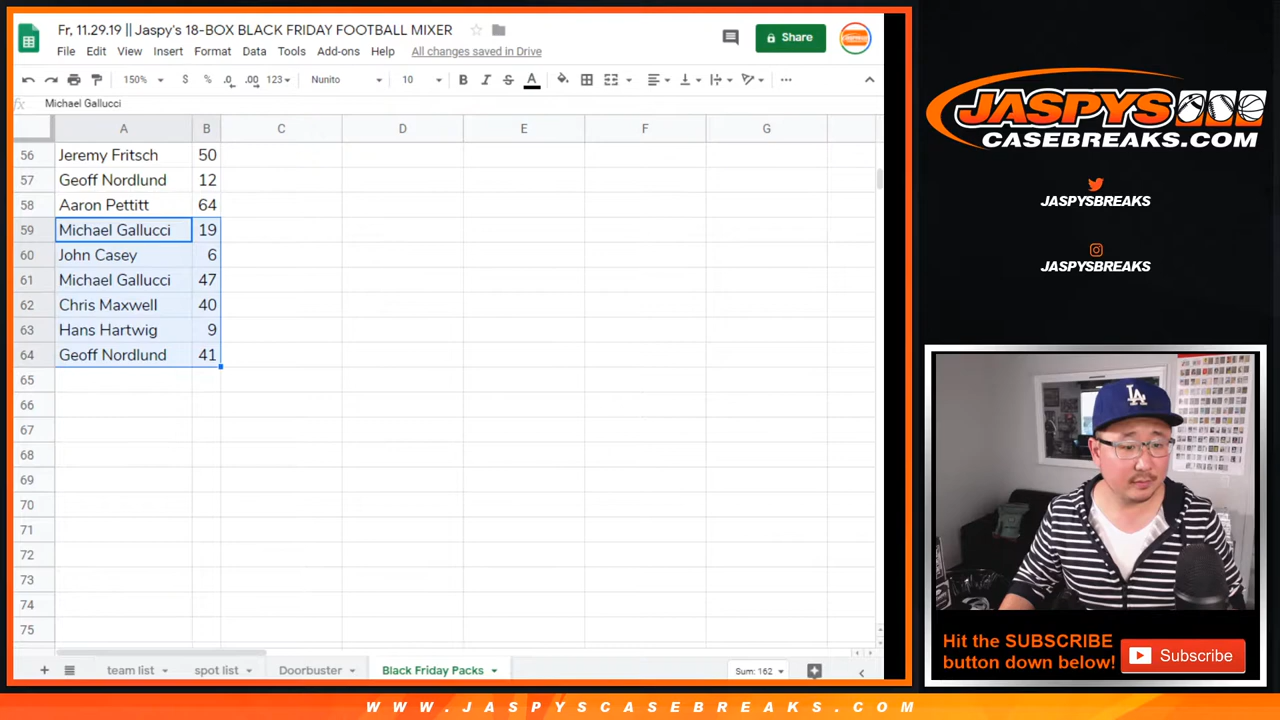 Fr, 11.29.19 || Jaspy's 18-BOX BLACK FRIDAY FOOTBALL MIXER
File Edit View Insert Format Data Tools Add-ons Help All changes saved in Drive
Share
150% $ % .0 .00 123 Nunito 10 B I S A
fx Michael Gallucci
A B C D E F G
56 Jeremy Fritsch 50
57 Geoff Nordlund 12
58 Aaron Pettitt 64
59 Michael Gallucci 19
60 John Casey 6
61 Michael Gallucci 47
62 Chris Maxwell 40
63 Hans Hartwig 9
64 Geoff Nordlund 41
65
66
67
68
69
70
71
72
73
74
75
team list spot list Doorbuster Black Friday Packs Sum: 162
JASPYS
CASEBREAKS.COM
JASPYSBREAKS
JASPYSBREAKS
LA
Hit the SUBSCRIBE
button down below!
Subscribe
WWW.JASPYSCASEBREAKS.COM